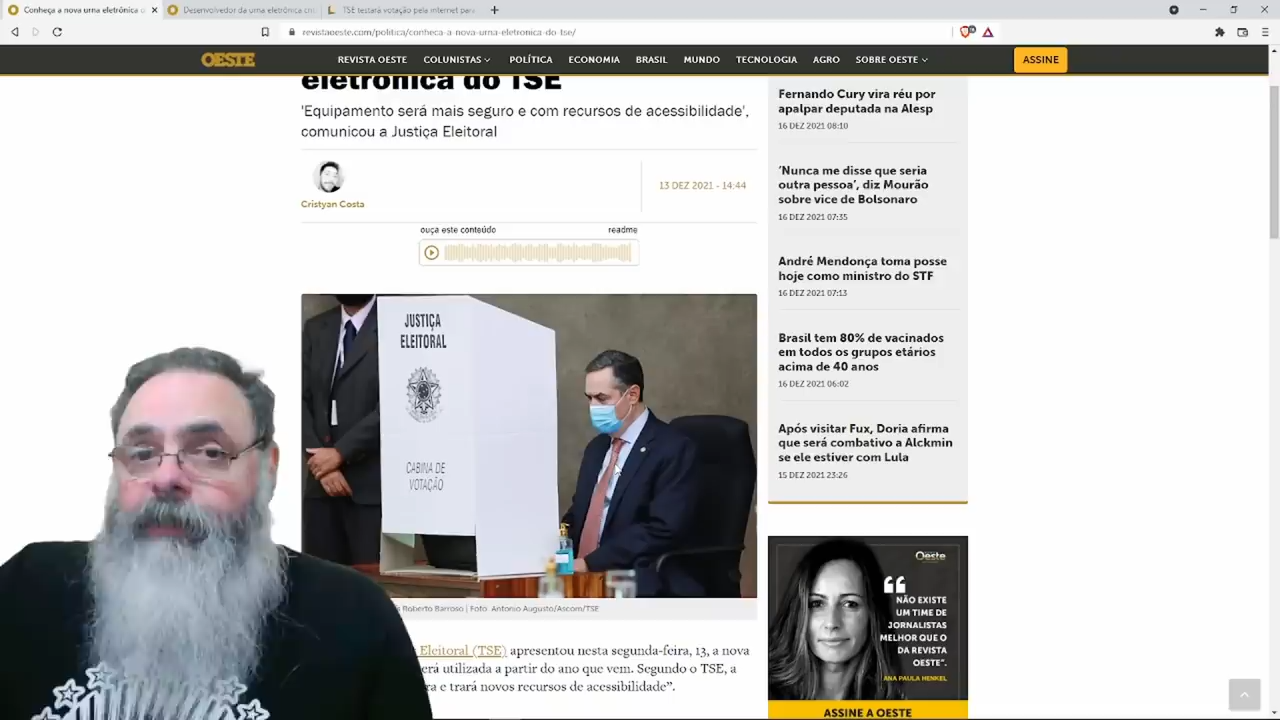 Conheça a nova urna eletrônica d
Desenvolvedor da urna eletrônica cri
TSE testará votação pela internet para
revistaoeste.com/politica/conheca-a-nova-urna-eletronica-do-tse/
OESTE
REVISTA OESTE
COLUNISTAS
POLÍTICA
ECONOMIA
BRASIL
MUNDO
TECNOLOGIA
AGRO
SOBRE OESTE
ASSINE
eletrônica do TSE
'Equipamento será mais seguro e com recursos de acessibilidade',
comunicou a Justiça Eleitoral
Cristyan Costa
13 DEZ 2021 - 14:44
ouça este conteúdo
readme
JUSTIÇA
ELEITORAL
CABINA DE
VOTAÇÃO
Roberto Barroso | Foto: Antonio Augusto/Ascom/TSE
Eleitoral (TSE) apresentou nesta segunda-feira, 13, a nova
erá utilizada a partir do ano que vem. Segundo o TSE, a
ra e trará novos recursos de acessibilidade”.
Fernando Cury vira réu por
apalpar deputada na Alesp
16 DEZ 2021 08:10
‘Nunca me disse que seria
outra pessoa’, diz Mourão
sobre vice de Bolsonaro
16 DEZ 2021 07:35
André Mendonça toma posse
hoje como ministro do STF
16 DEZ 2021 07:13
Brasil tem 80% de vacinados
em todos os grupos etários
acima de 40 anos
16 DEZ 2021 06:02
Após visitar Fux, Doria afirma
que será combativo a Alckmin
se ele estiver com Lula
15 DEZ 2021 23:26
Oeste
NÃO EXISTE
UM TIME DE
JORNALISTAS
MELHOR QUE O
DA REVISTA
OESTE”.
ANA PAULA HENKEL
ASSINE A OESTE